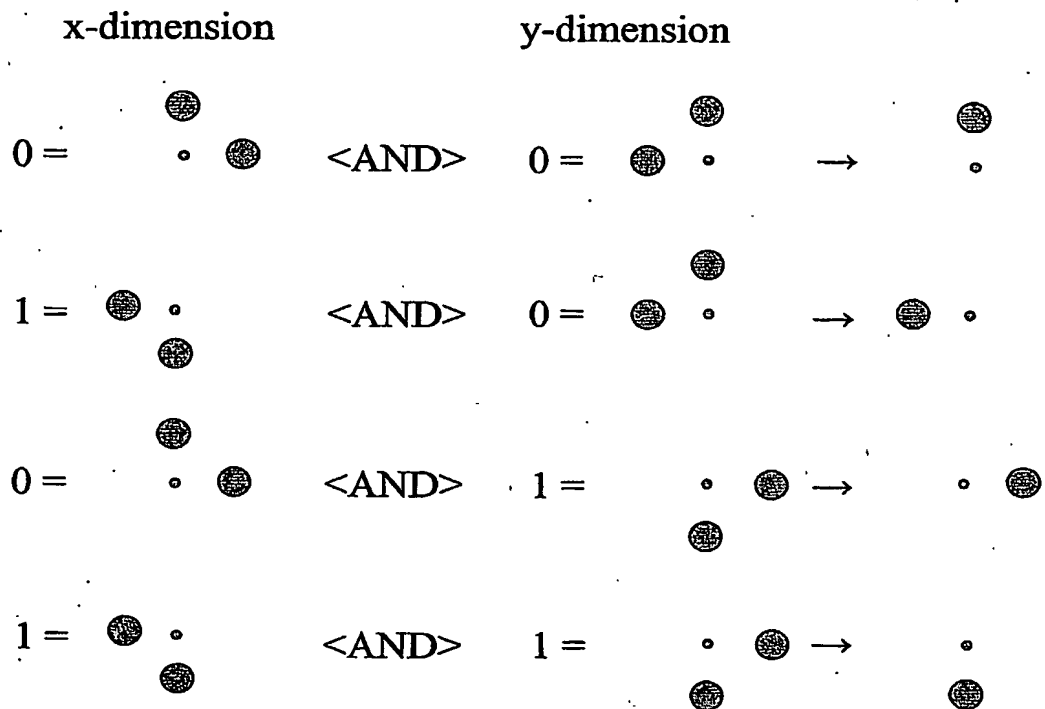 x-dimension y-dimension
0 = <AND> 0 = →
1 = <AND> 0 = →
0 = <AND> 1 = →
1 = <AND> 1 = →